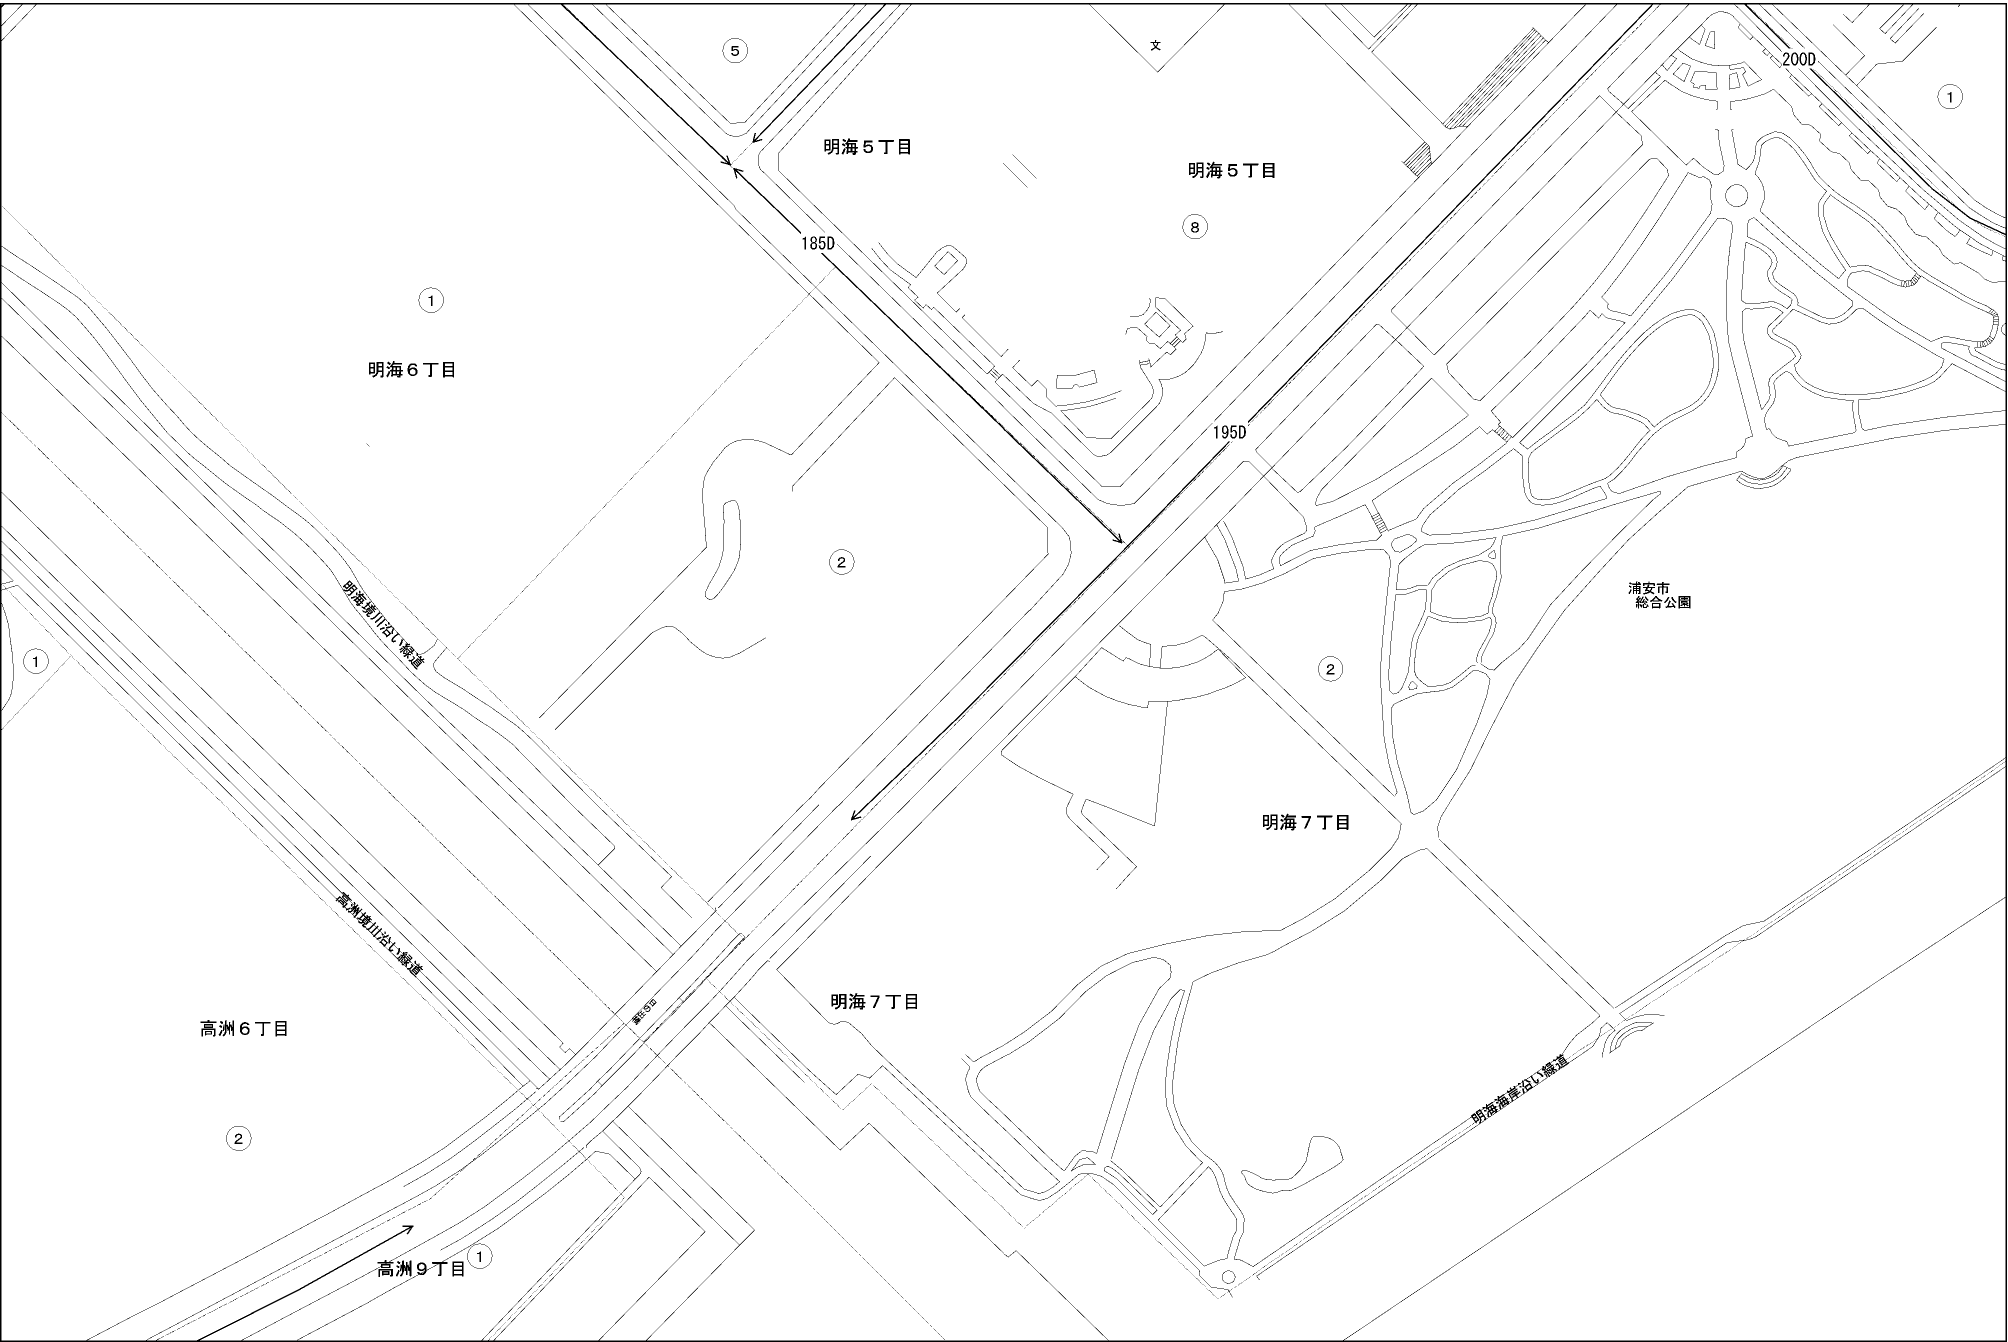 文
5
200D
1
明海５丁目
明海５丁目
8
185D
1
明海６丁目
195D
2
明海境川沿い緑道
浦安市
総合公園
1
2
明海７丁目
高洲境川沿い緑道
明海７丁目
高洲６丁目
明海海岸沿い緑道
2
1
高洲９丁目